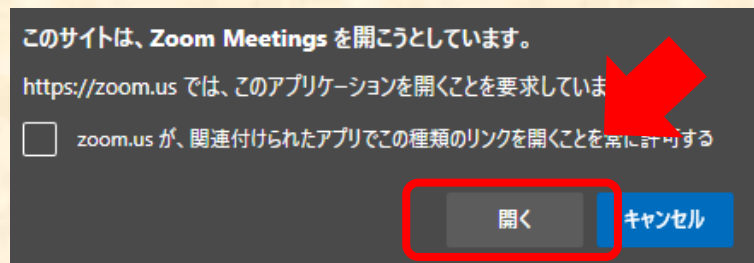 このサイトは、Zoom Meetings を開こうとしています。
https://zoom.us では、このアプリケーションを開くことを要求していま
zoom.us が、関連付けられたアプリでこの種類のリンクを開くことを常に許可する
開く
キャンセル